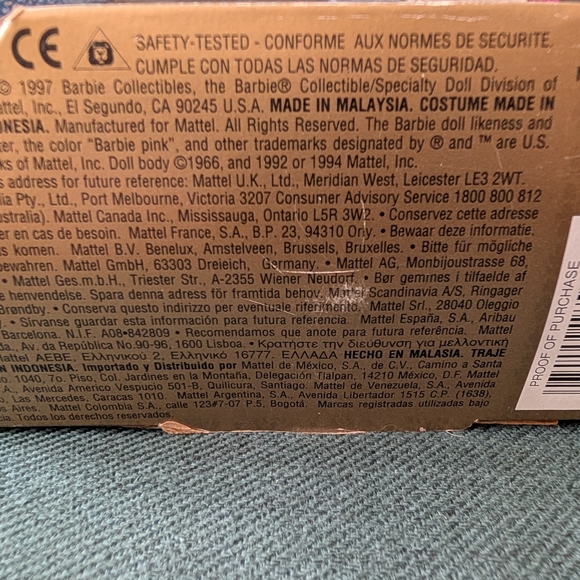 CE SAFETY-TESTED - CONFORME AUX NORMES DE SECURITE.
CUMPLE CON TODAS LAS NORMAS DE SEGURIDAD.
© 1997 Barbie Collectibles, the Barbie® Collectible/Specialty Doll Division of
attel, Inc., El Segundo, CA 90245 U.S.A. MADE IN MALAYSIA. COSTUME MADE IN
ONESIA. Manufactured for Mattel. All Rights Reserved. The Barbie doll likeness and
er, the color "Barbie pink", and other trademarks designated by ® and ™ are U.S.
ks of Mattel, Inc. Doll body ©1966, and 1992 or 1994 Mattel, Inc.
s address for future reference: Mattel U.K., Ltd., Meridian West, Leicester LE3 2WT.
lia Pty., Ltd., Port Melbourne, Victoria 3207 Consumer Advisory Service 1800 800 812
ustralia). Mattel Canada Inc., Mississauga, Ontario L5R 3W2. • Conservez cette adresse
er en cas de besoin. Mattel France, S.A., B.P. 23, 94310 Orly. • Bewaar deze informatie.
us komen. Mattel B.V. Benelux, Amstelveen, Brussels, Bruxelles. • Bitte für mögliche
bewahren. Mattel GmbH, 63303 Dreieich, Germany. • Mattel AG, Monbijoustrasse 68,
• Mattel Ges.m.b.H., Triester Str., A-2355 Wiener Neudorf. • Bør gemmes i tilfælde af
e henvendelse. Spara denna adress för framtida behov. Mattel Scandinavia A/S, Ringager
Brøndby. • Conserva questo indirizzo per eventuale riferimento. Mattel Srl., 28040 Oleggio
. • Sírvanse guardar esta información para futura referencia. Mattel España, S.A., Aribau
Barcelona. N.I.F. A08-842809 • Recomendamos que anote para futura referência. Mattel
da., Av. da República No.90-96, 1600 Lisboa. • Κρατήστε την διεύθυνση για μελλοντική
Mattel AEBE, Ελληνικού 2, Ελληνικό 16777. ΕΛΛΑΔΑ HECHO EN MALASIA. TRAJE
EN INDONESIA. Importado y Distribuido por Mattel de México, S.A., de C.V., Camino a Santa
o. 1040, 7o. Piso, Col. Jardines en la Montaña, Delegación Tlalpan, 14210 México, D.F. Mattel
., Avenida Americo Vespucio 501-B, Quilicura, Santiago. Mattel de Venezuela, S.A., Avenida
, Las Mercedes, Caracas 1010. Mattel Argentina, S.A., Avenida Libertador 1515 C.P. (1638),
Aires. Mattel Colombia S.A., calle 123#7-07 P.5, Bogotá. Marcas registradas utilizadas bajo
cia. Todos los derechos reservados.
PROOF OF PURCHASE